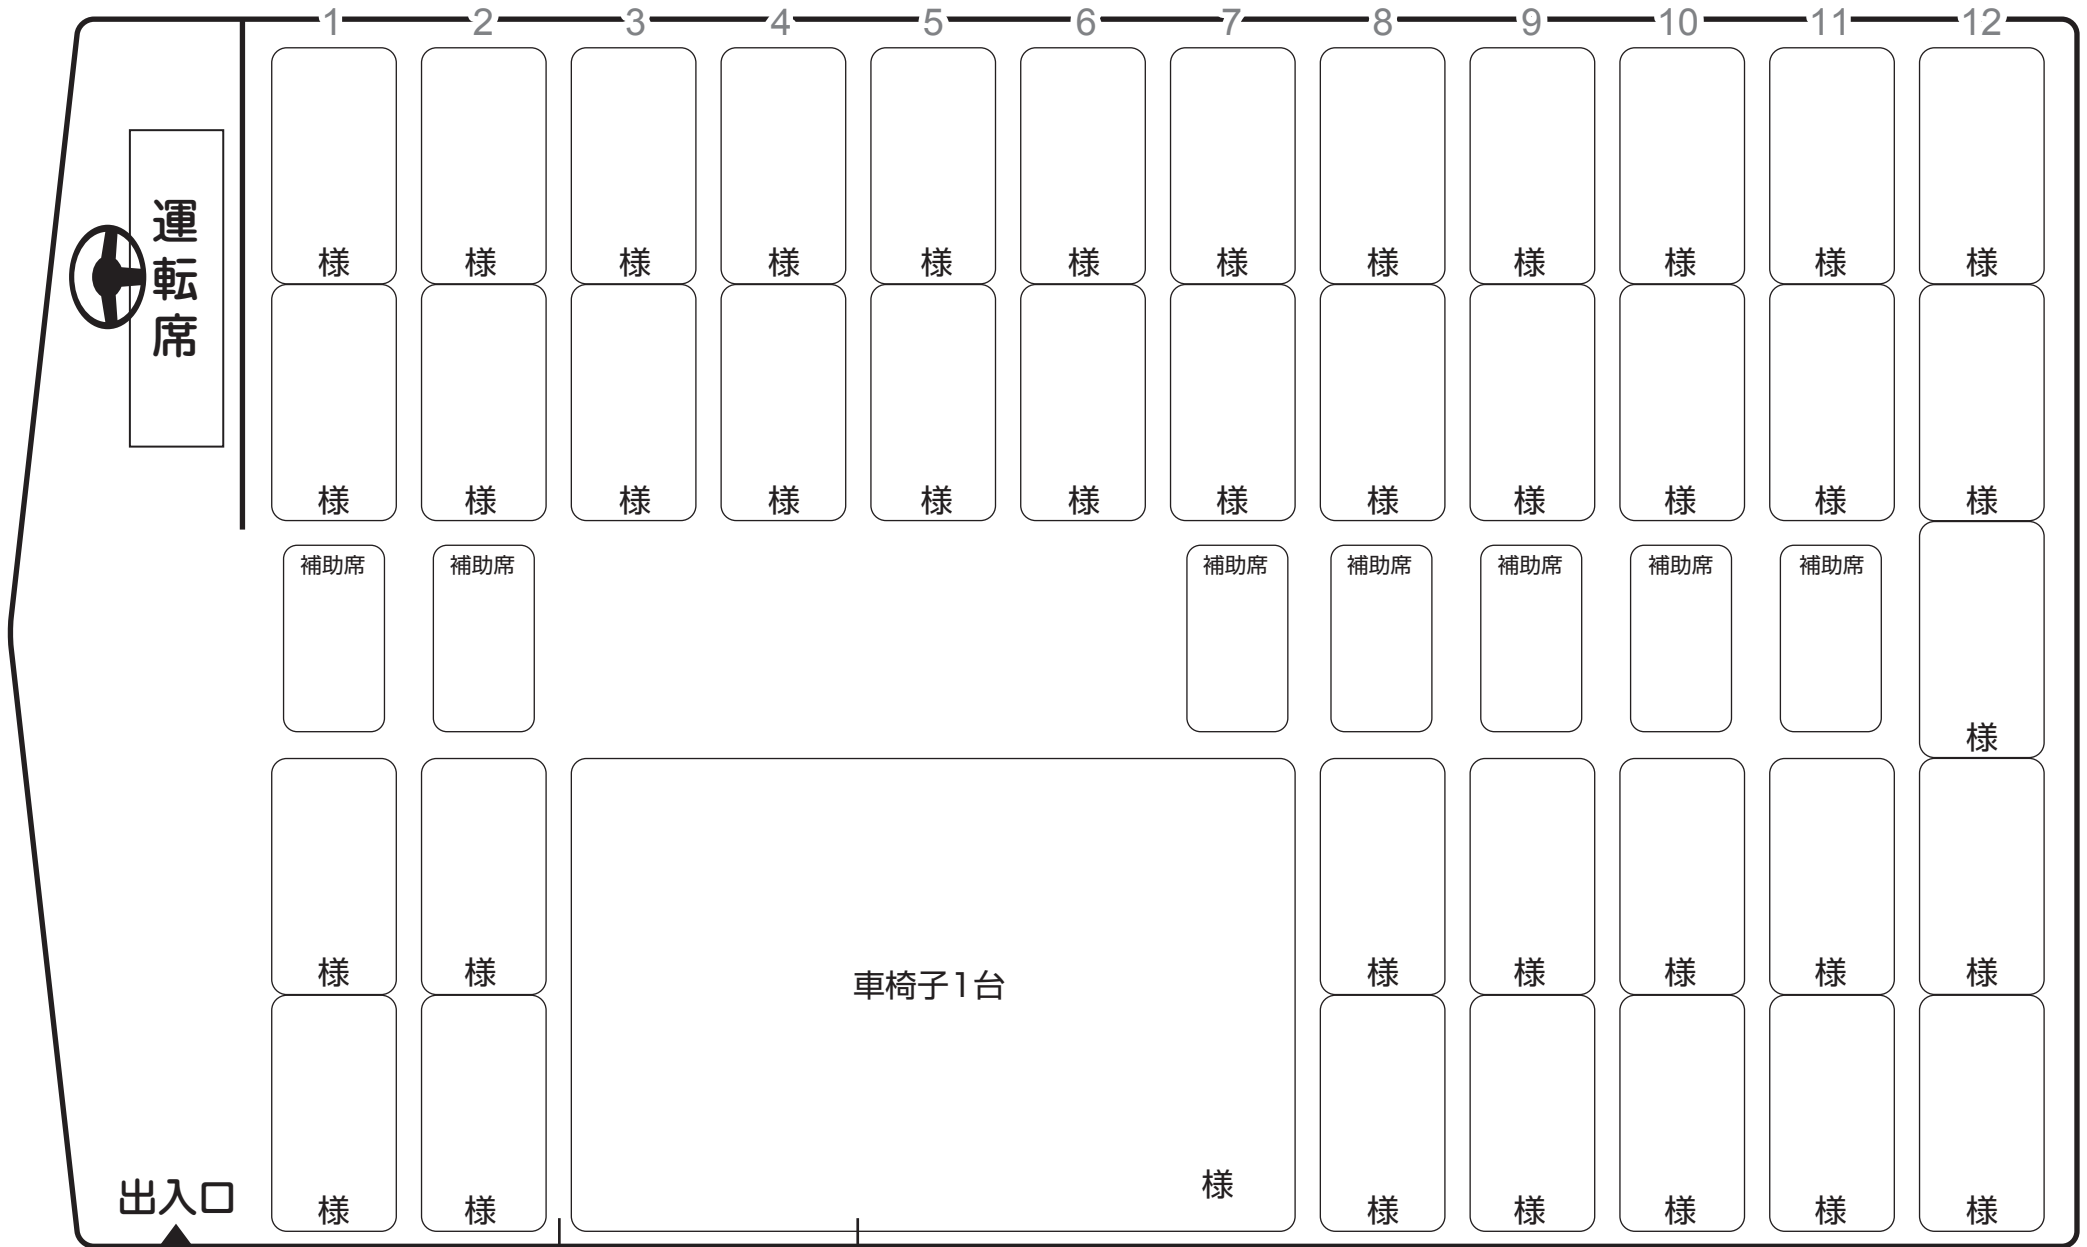 1 2 3 4 5 6 7 8 9 10 11 12
運転席
様 様 様 様 様 様 様 様 様 様 様 様
様 様 様 様 様 様 様 様 様 様 様 様
補助席 補助席 補助席 補助席 補助席 補助席 補助席
様
様 様 車椅子1台 様 様 様 様 様
様 様 様 様 様 様 様 様
出入口